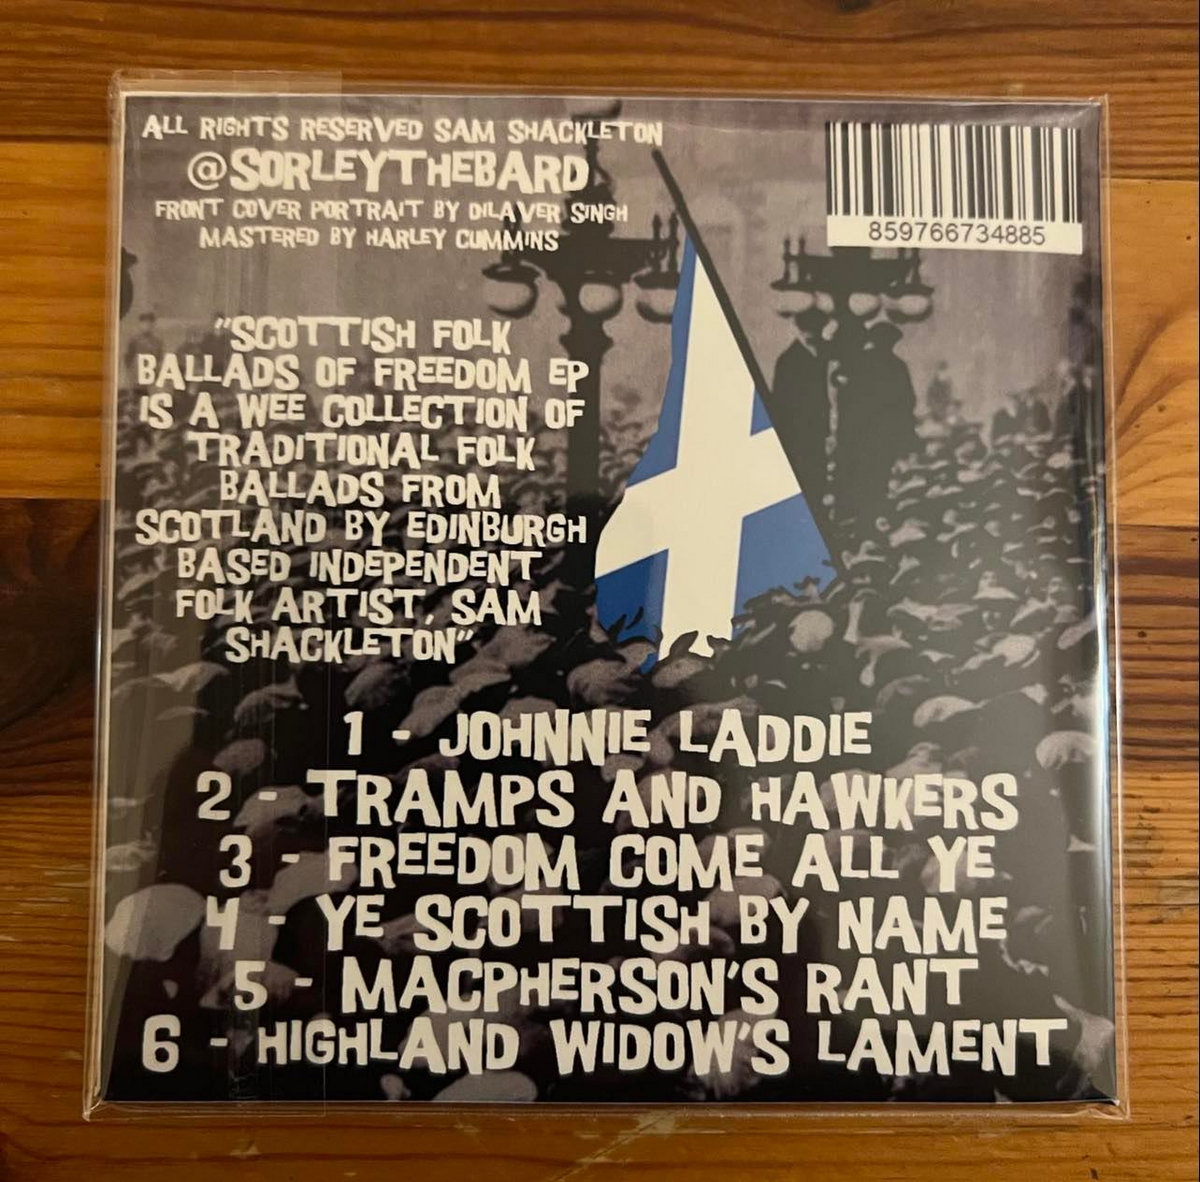 ALL RIGHTS RESERVED SAM SHACKLETON
@SORLEYTHEBARD
FRONT COVER PORTRAIT BY DILAVER SINGH
MASTERED BY HARLEY CUMMINS
859766734885
"SCOTTISH FOLK
BALLADS OF FREEDOM EP
IS A WEE COLLECTION OF
TRADITIONAL FOLK
BALLADS FROM
SCOTLAND BY EDINBURGH
BASED INDEPENDENT
FOLK ARTIST, SAM
SHACKLETON"
1 - JOHNNIE LADDIE
2 - TRAMPS AND HAWKERS
3 - FREEDOM COME ALL YE
4 - YE SCOTTISH BY NAME
5 - MACPHERSON'S RANT
6 - HIGHLAND WIDOW'S LAMENT